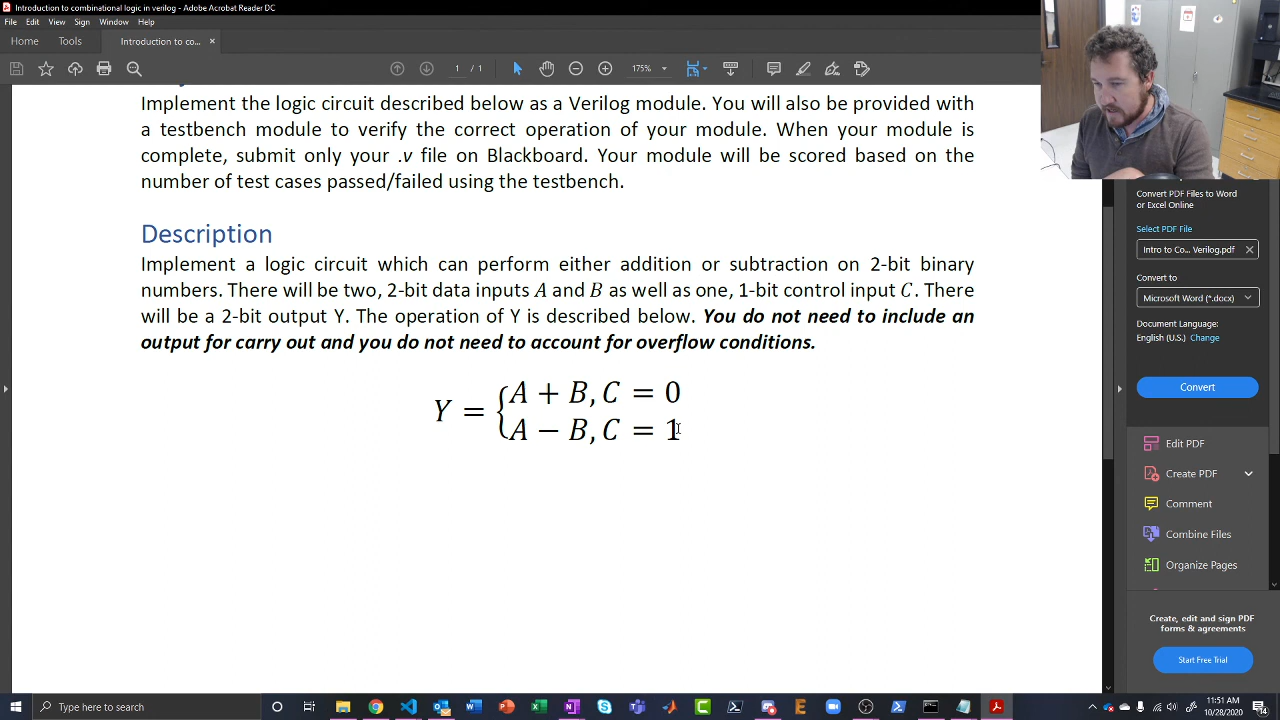 Introduction to combinational logic in verilog.pdf - Adobe Acrobat Reader DC
File Edit View Sign Window Help
Home Tools Introduction to co... ×
1 / 1 175%
Implement the logic circuit described below as a Verilog module. You will also be provided with
a testbench module to verify the correct operation of your module. When your module is
complete, submit only your .v file on Blackboard. Your module will be scored based on the
number of test cases passed/failed using the testbench.
Description
Implement a logic circuit which can perform either addition or subtraction on 2-bit binary
numbers. There will be two, 2-bit data inputs A and B as well as one, 1-bit control input C. There
will be a 2-bit output Y. The operation of Y is described below. You do not need to include an
output for carry out and you do not need to account for overflow conditions.
Y = { A + B, C = 0
A − B, C = 1
Convert PDF Files to Word
or Excel Online
Select PDF File
Intro to Co... Verilog.pdf ×
Convert to
Microsoft Word (*.docx)
Document Language:
English (U.S.) Change
Convert
Edit PDF
Create PDF
Comment
Combine Files
Organize Pages
Create, edit and sign PDF
forms & agreements
Start Free Trial
Type here to search
11:51 AM
10/28/2020